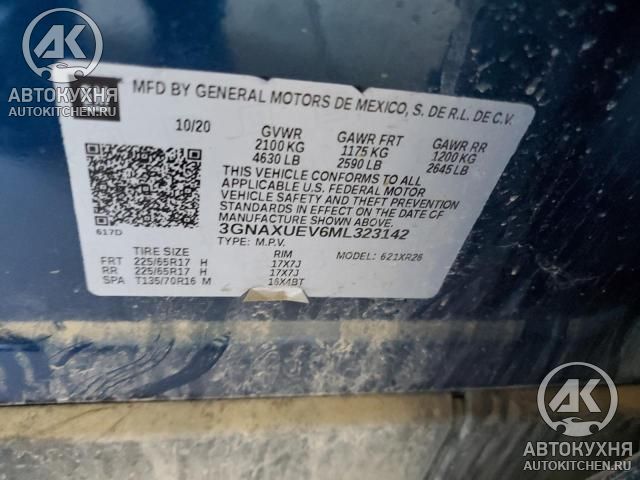 АК
АВТОКУХНЯ
AUTOKITCHEN.RU
MFD BY GENERAL MOTORS DE MEXICO, S. DE R.L. DE C.V.
10/20 GVWR GAWR FRT GAWR RR
2100 KG 1175 KG 1200 KG
4630 LB 2590 LB 2645 LB
THIS VEHICLE CONFORMS TO ALL
APPLICABLE U.S. FEDERAL MOTOR
VEHICLE SAFETY AND THEFT PREVENTION
STANDARDS IN EFFECT ON THE DATE OF
MANUFACTURE SHOWN ABOVE.
617D 3GNAXUEV6ML323142
TYPE: M.P.V. MODEL: 621XR26
TIRE SIZE RIM
FRT 225/65R17 H 17X7J
RR 225/65R17 H 17X7J
SPA T135/70R16 M 16X4BT
АК
АВТОКУХНЯ
AUTOKITCHEN.RU